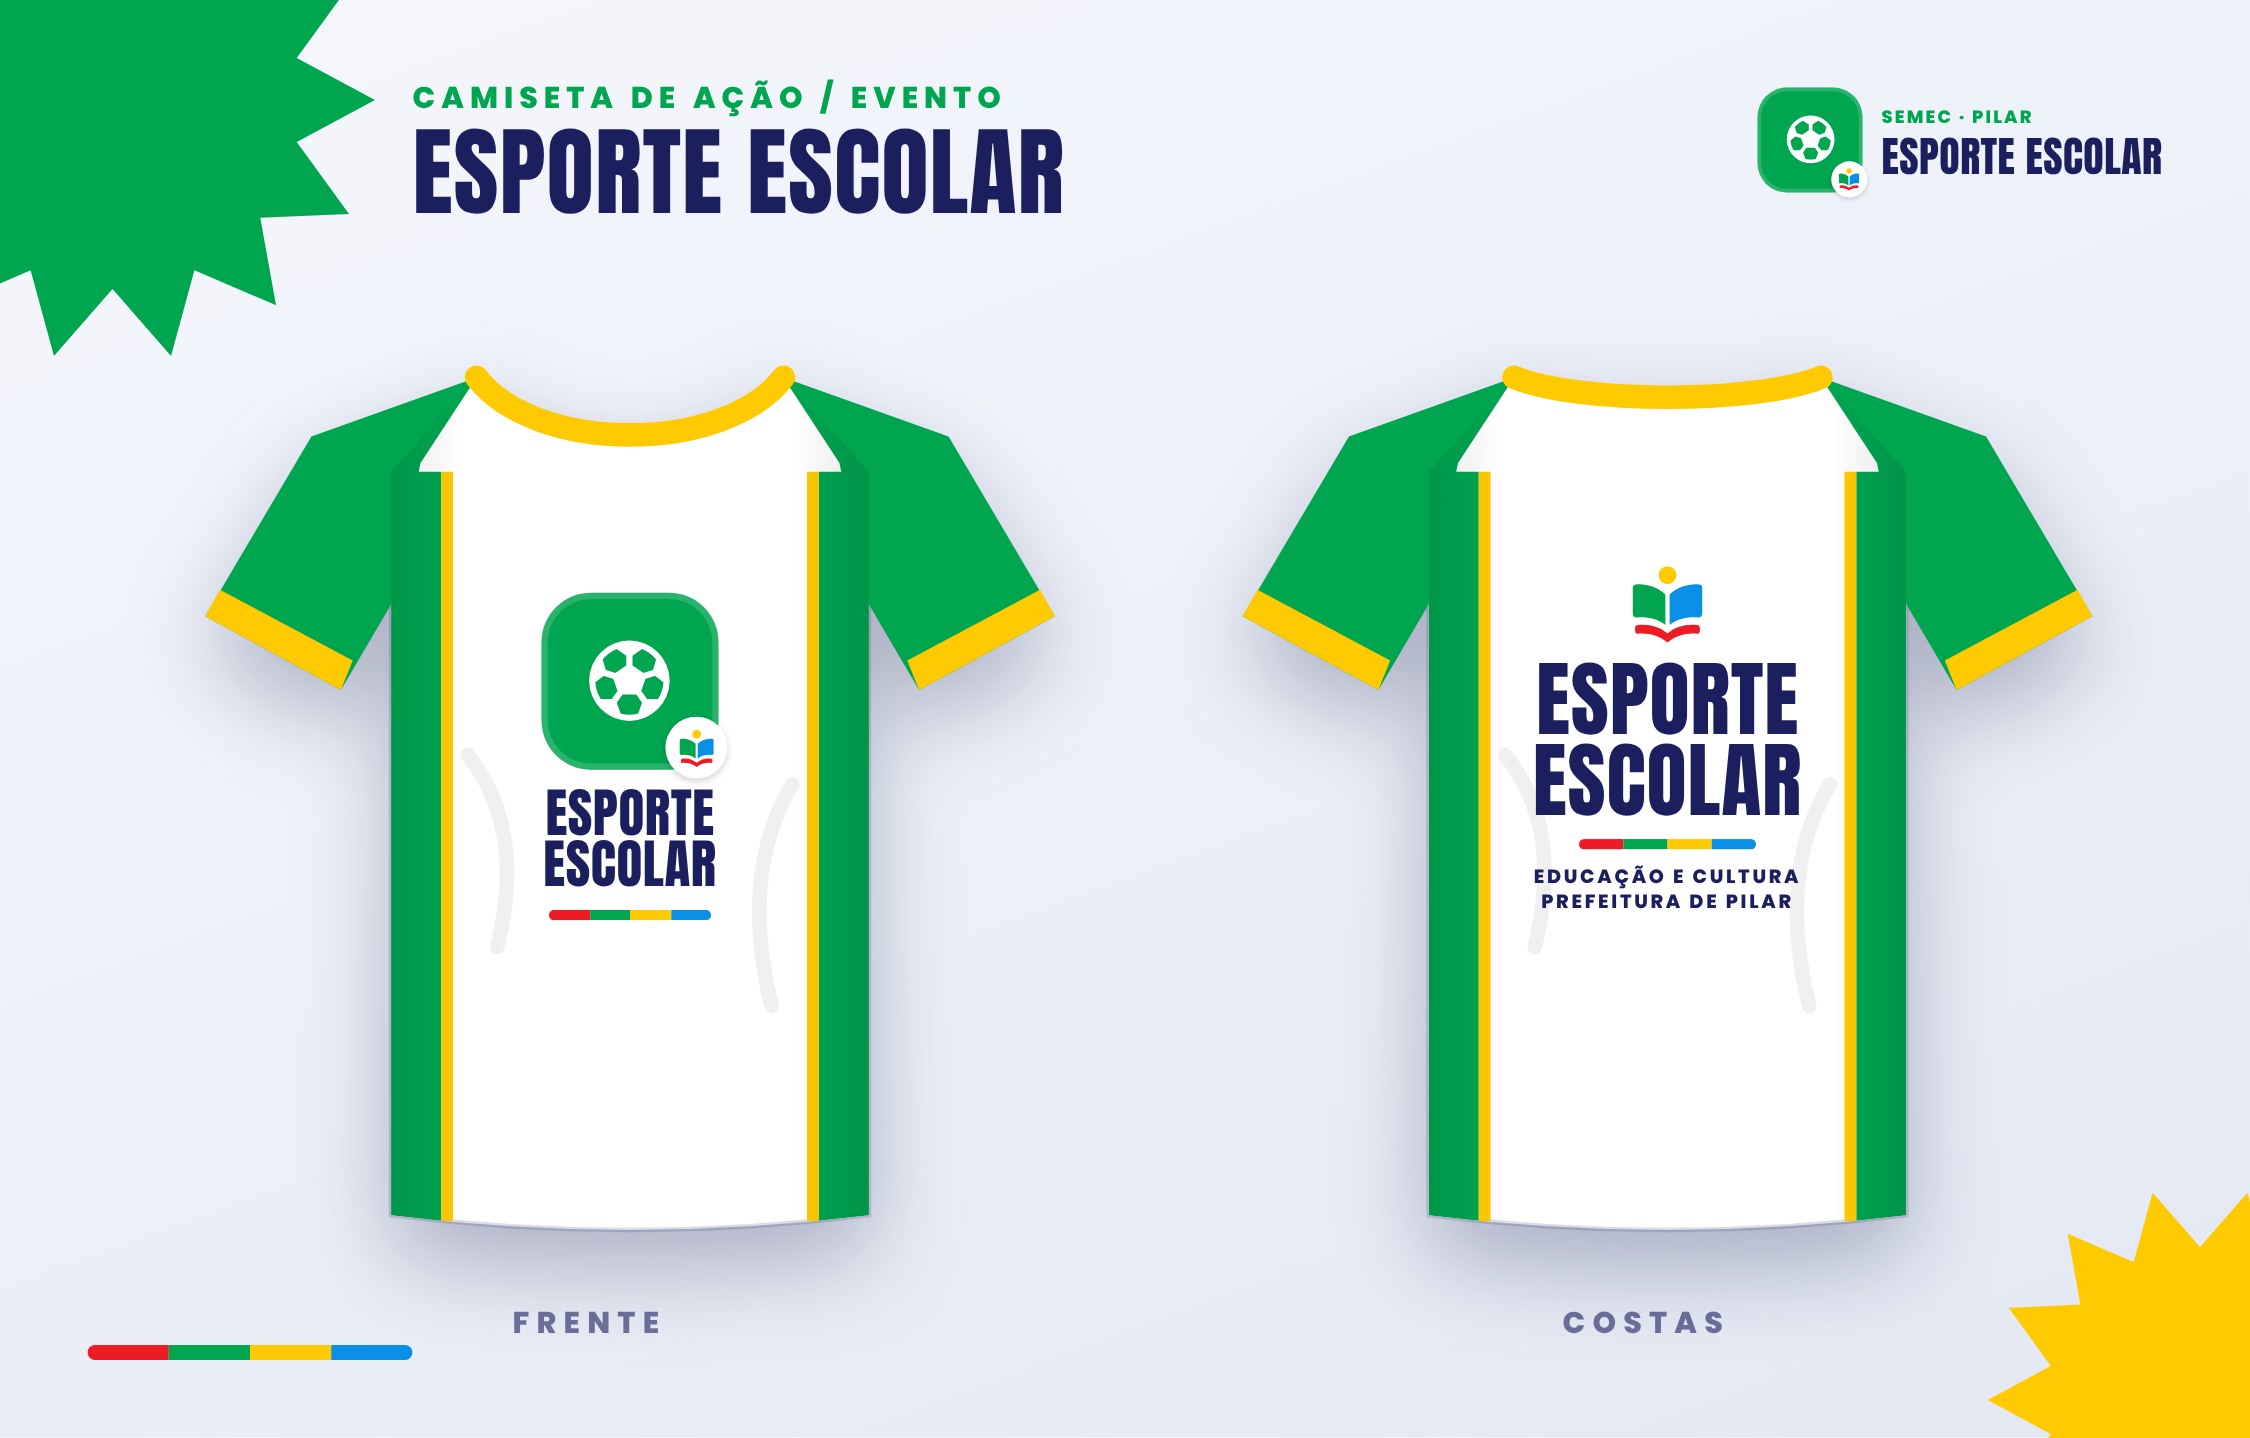 CAMISETA DE AÇÃO / EVENTO
ESPORTE ESCOLAR
SEMEC · PILAR
ESPORTE ESCOLAR
ESPORTE
ESCOLAR
ESPORTE
ESCOLAR
EDUCAÇÃO E CULTURA
PREFEITURA DE PILAR
FRENTE
COSTAS